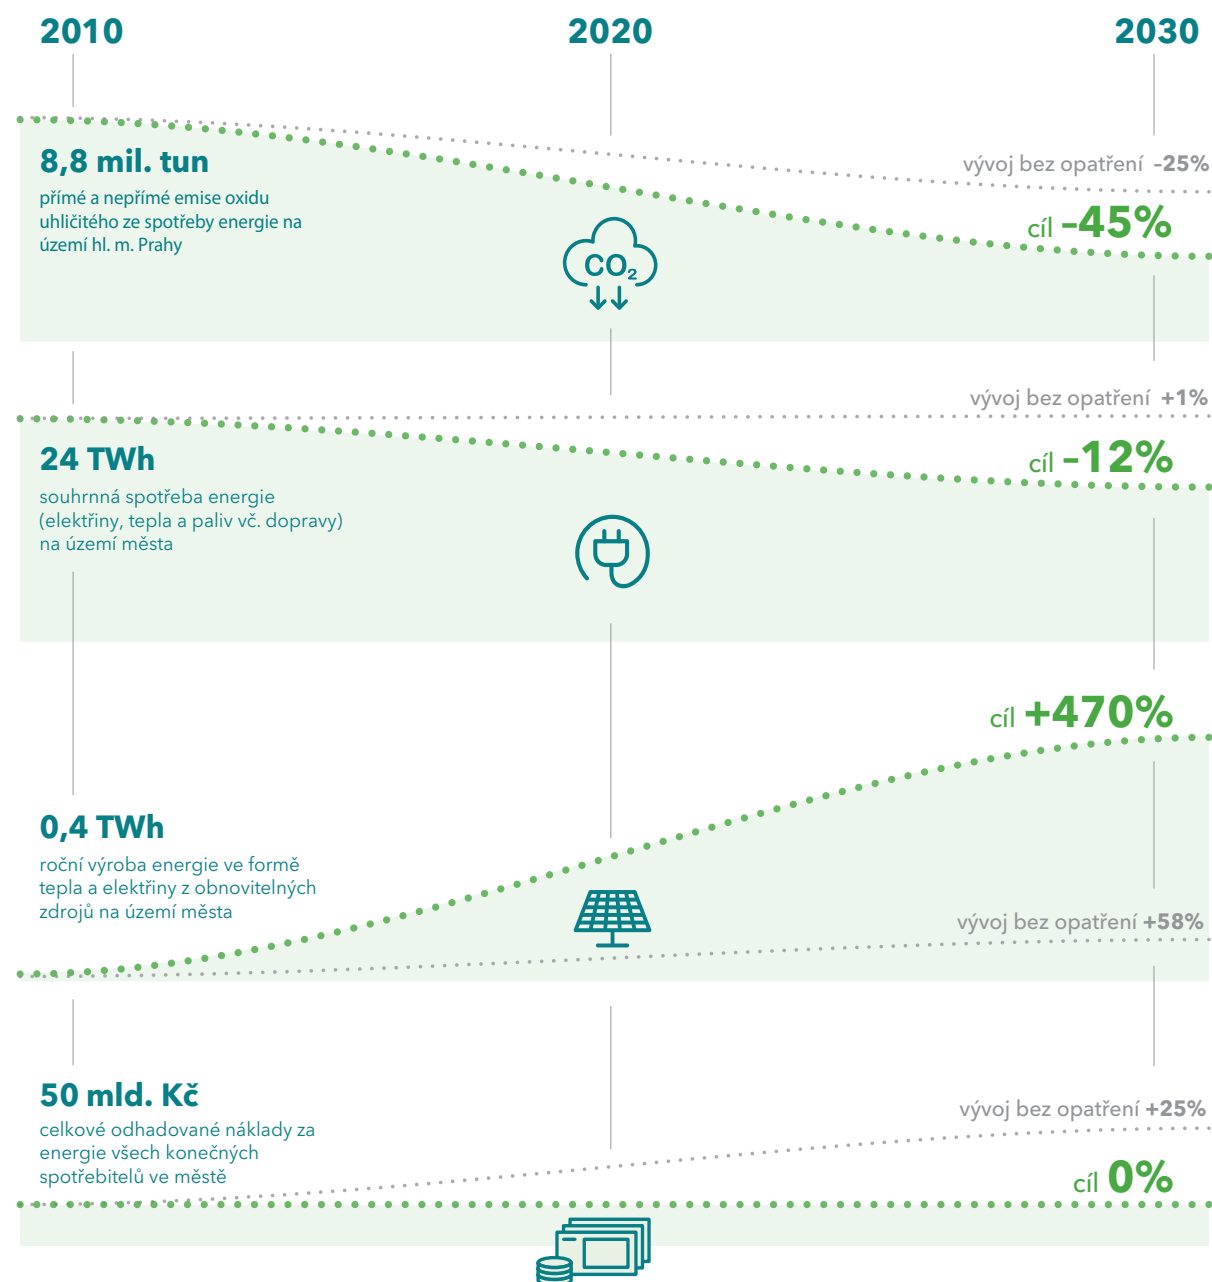 2010
2020
2030
8,8 mil. tun
přímé a nepřímé emise oxidu
uhličitého ze spotřeby energie na
území hl. m. Prahy
vývoj bez opatření -25%
cíl -45%
CO₂
24 TWh
souhrnná spotřeba energie
(elektřiny, tepla a paliv vč. dopravy)
na území města
vývoj bez opatření +1%
cíl -12%
cíl +470%
0,4 TWh
roční výroba energie ve formě
tepla a elektřiny z obnovitelných
zdrojů na území města
vývoj bez opatření +58%
50 mld. Kč
celkové odhadované náklady za
energie všech konečných
spotřebitelů ve městě
vývoj bez opatření +25%
cíl 0%